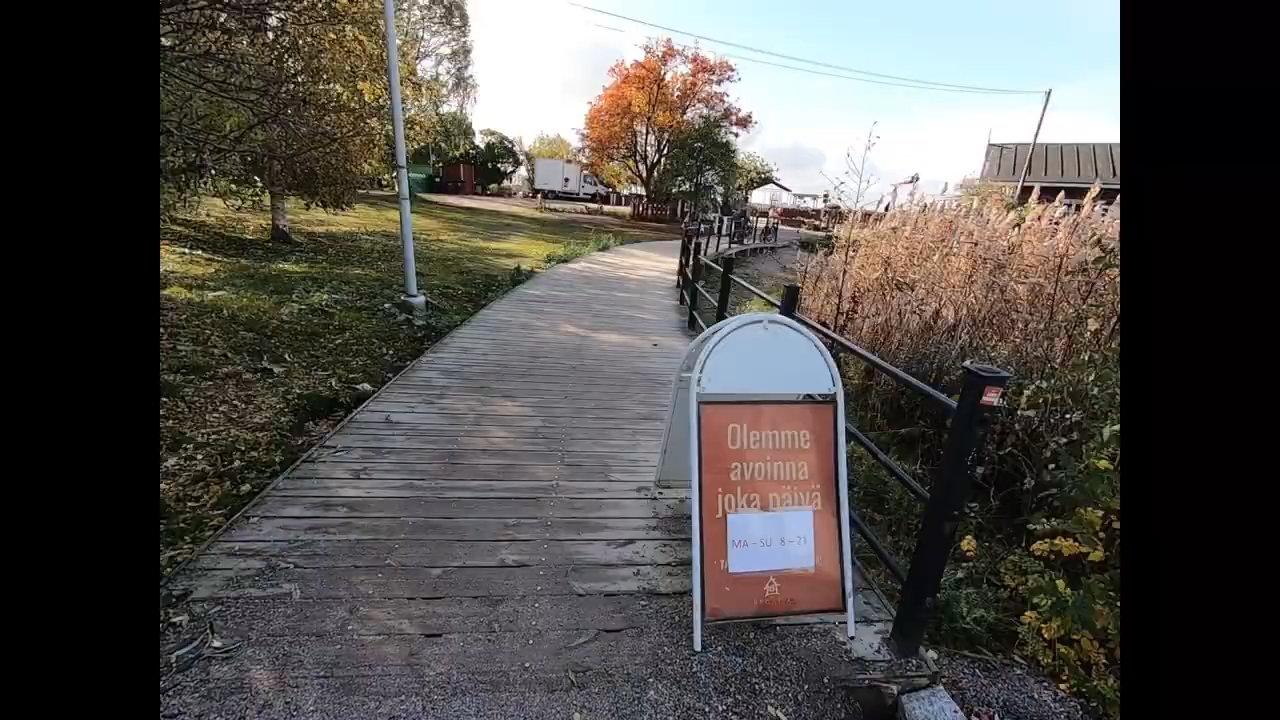 Olemme
avoinna
joka päivä
MA – SU 8 – 21